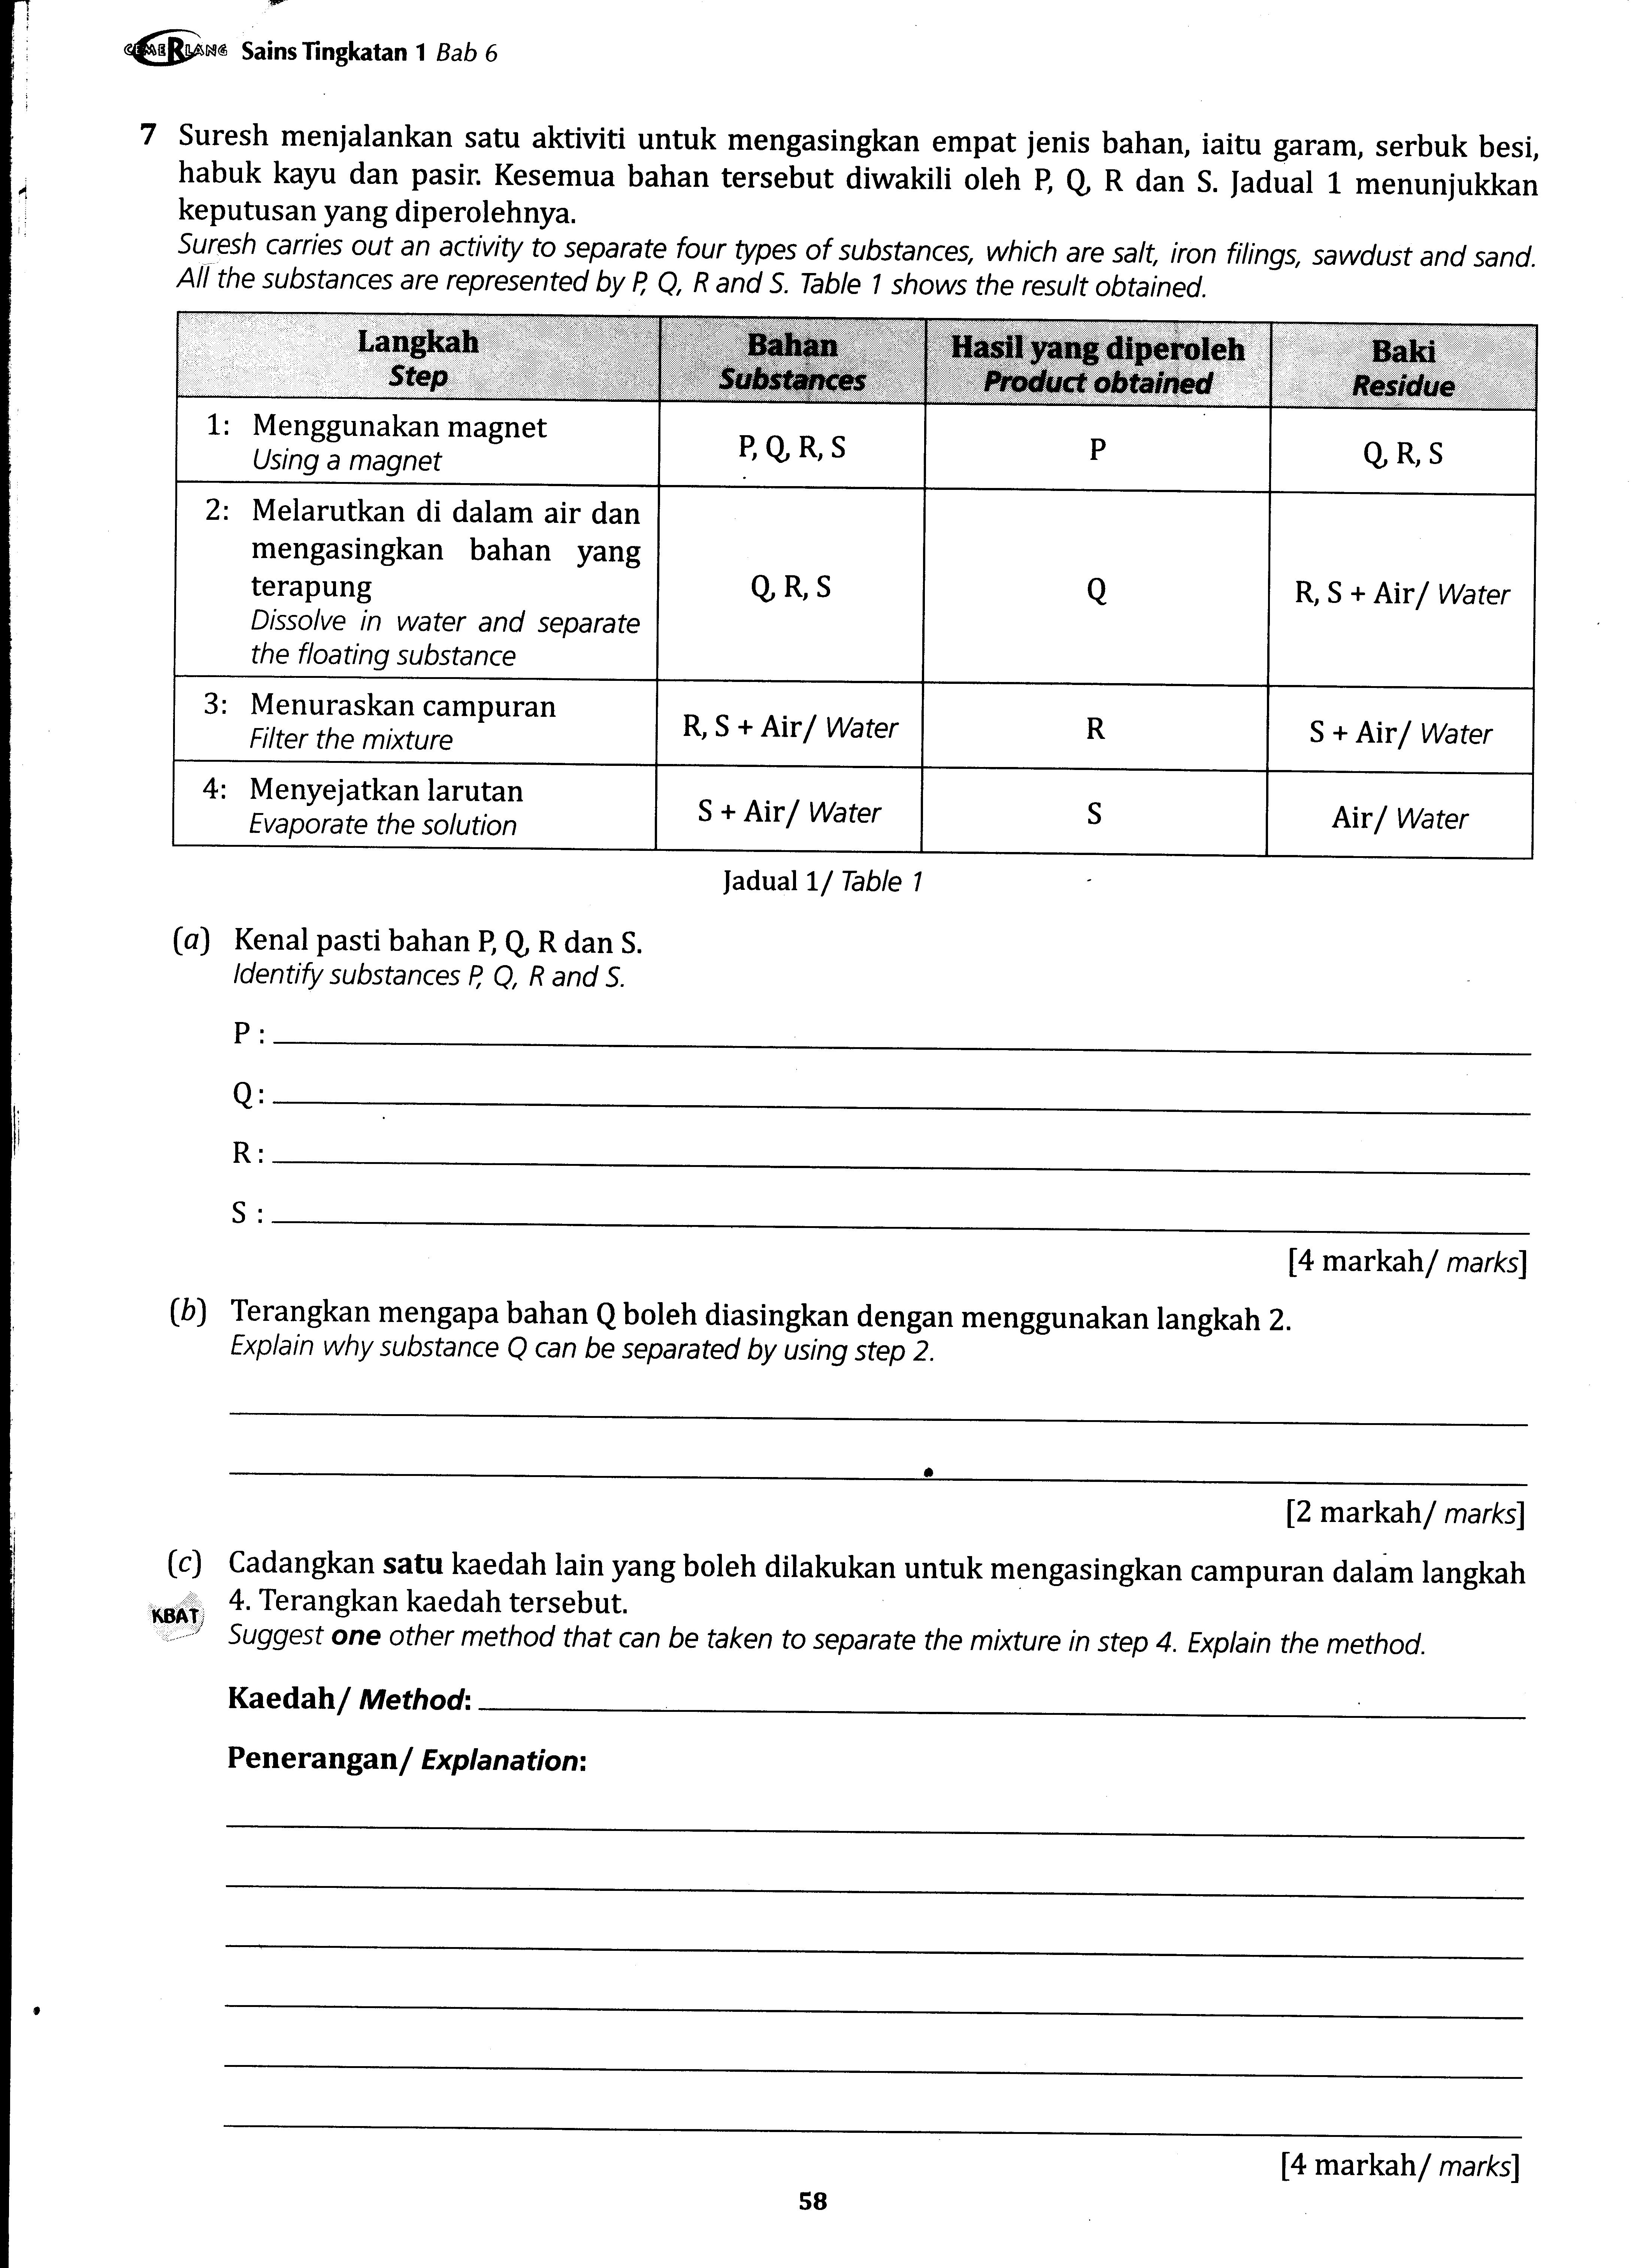 CEMERLANG Sains Tingkatan 1 Bab 6
7 Suresh menjalankan satu aktiviti untuk mengasingkan empat jenis bahan, iaitu garam, serbuk besi,
habuk kayu dan pasir. Kesemua bahan tersebut diwakili oleh P, Q, R dan S. Jadual 1 menunjukkan
keputusan yang diperolehnya.
Suresh carries out an activity to separate four types of substances, which are salt, iron filings, sawdust and sand.
All the substances are represented by P, Q, R and S. Table 1 shows the result obtained.
Langkah
Step
Bahan
Substances
Hasil yang diperoleh
Product obtained
Baki
Residue
1: Menggunakan magnet
Using a magnet
P, Q, R, S
P
Q, R, S
2: Melarutkan di dalam air dan
mengasingkan bahan yang
terapung
Dissolve in water and separate
the floating substance
Q, R, S
Q
R, S + Air/ Water
3: Menuraskan campuran
Filter the mixture
R, S + Air/ Water
R
S + Air/ Water
4: Menyejatkan larutan
Evaporate the solution
S + Air/ Water
S
Air/ Water
Jadual 1/ Table 1
(a) Kenal pasti bahan P, Q, R dan S.
Identify substances P, Q, R and S.
P :
Q :
R :
S :
[4 markah/ marks]
(b) Terangkan mengapa bahan Q boleh diasingkan dengan menggunakan langkah 2.
Explain why substance Q can be separated by using step 2.
[2 markah/ marks]
(c) Cadangkan satu kaedah lain yang boleh dilakukan untuk mengasingkan campuran dalam langkah
4. Terangkan kaedah tersebut.
KBAT
Suggest one other method that can be taken to separate the mixture in step 4. Explain the method.
Kaedah/ Method:
Penerangan/ Explanation:
[4 markah/ marks]
58